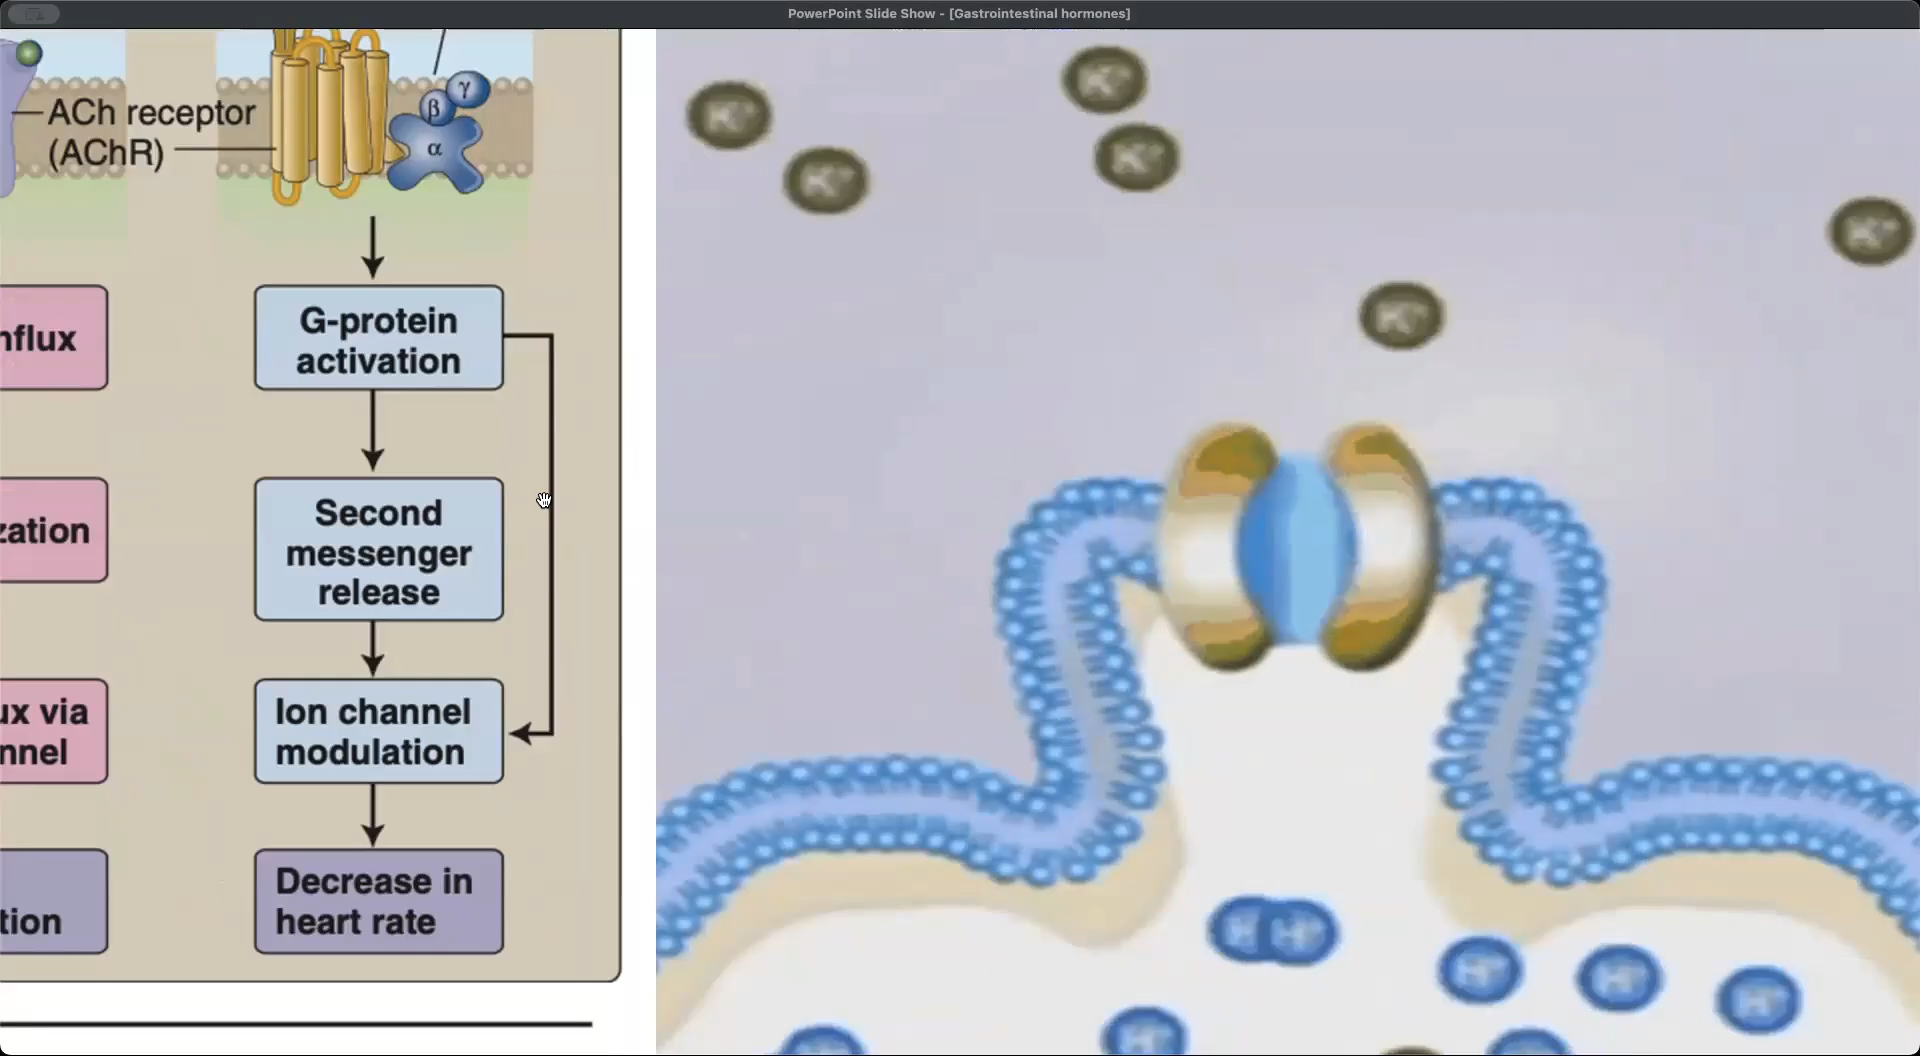 PowerPoint Slide Show - [Gastrointestinal hormones]
ACh receptor
(AChR)
γ
β
α
G-protein
activation
Second
messenger
release
Ion channel
modulation
Decrease in
heart rate
nflux
zation
ux via
nnel
tion
K⁺
K⁺
K⁺
K⁺
K⁺
K⁺
H⁺
H⁺
H⁺
H⁺
H⁺